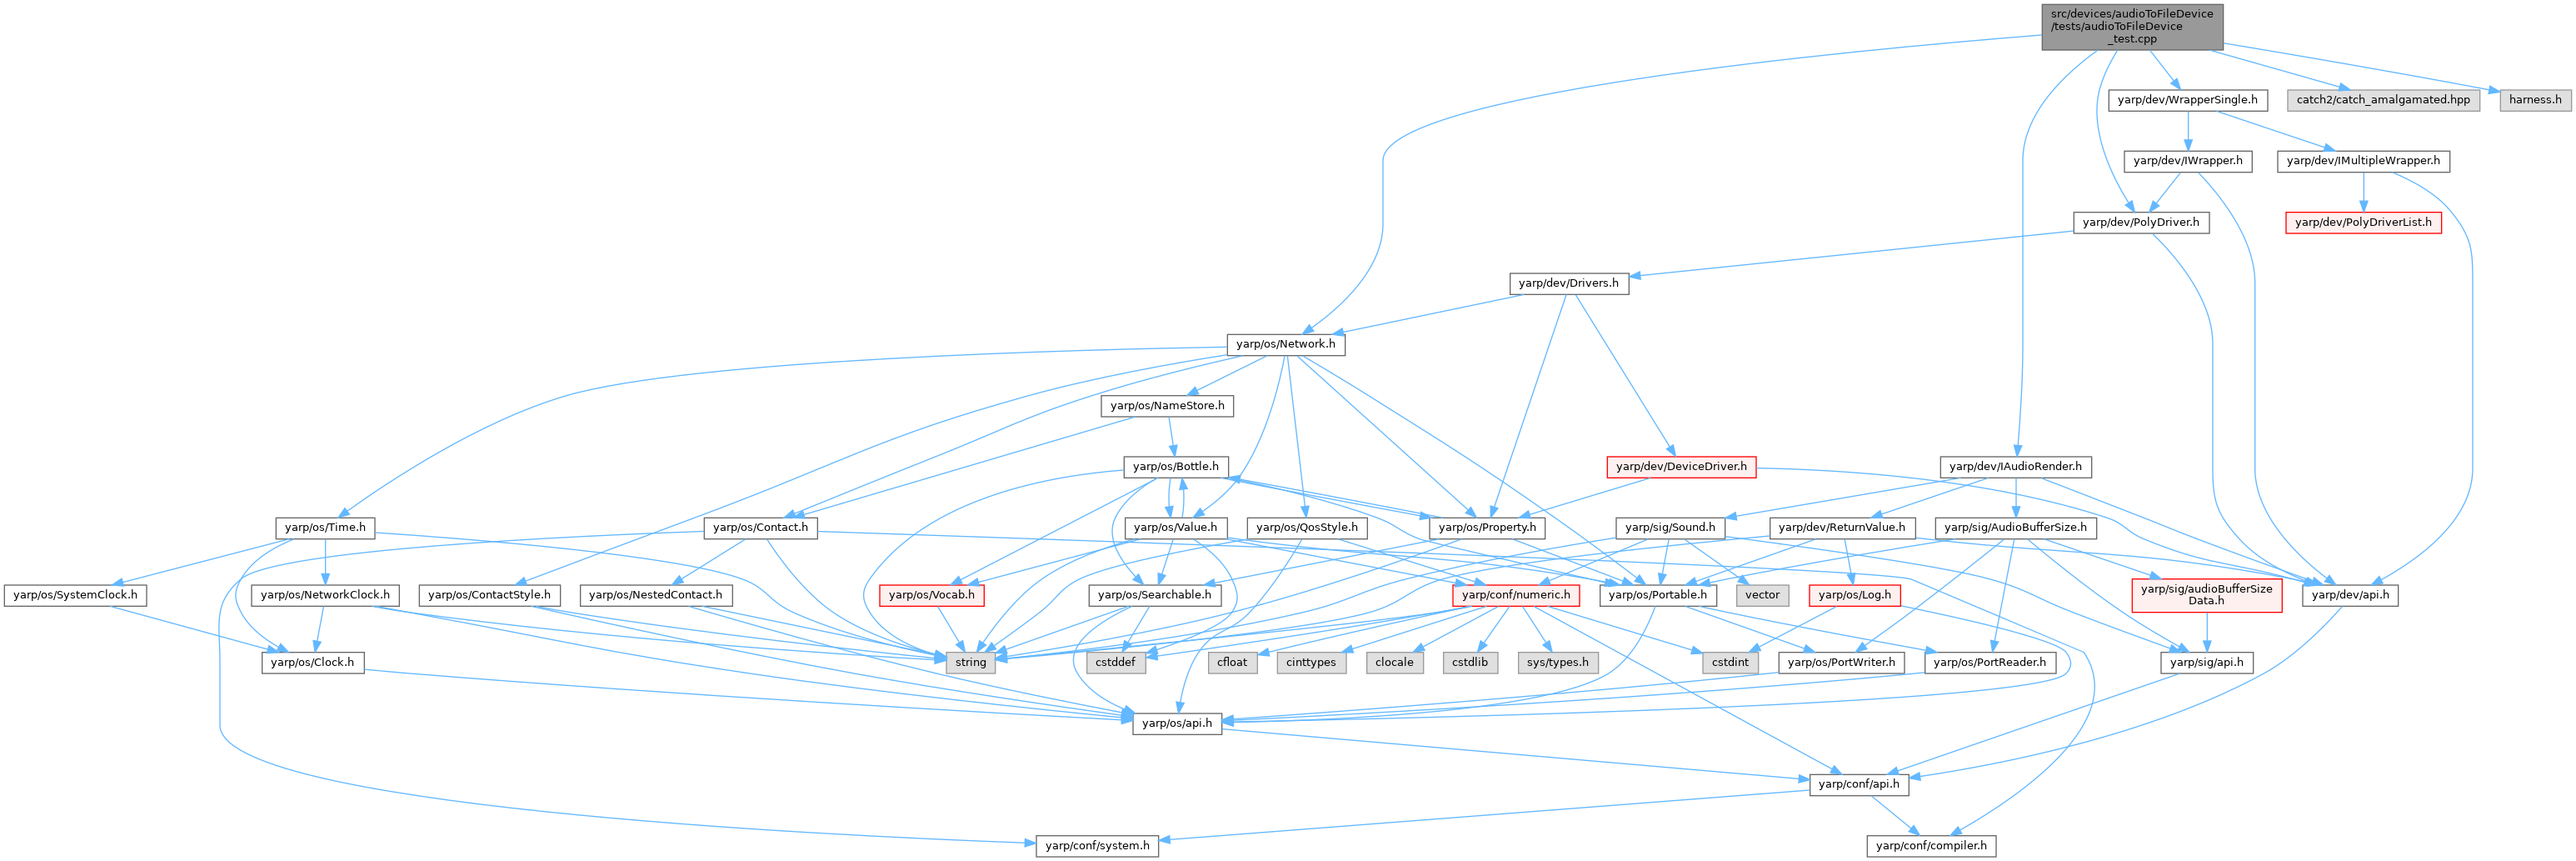 src/devices/audioToFileDevice
/tests/audioToFileDevice
_test.cpp
yarp/dev/WrapperSingle.h
catch2/catch_amalgamated.hpp
harness.h
yarp/dev/IWrapper.h
yarp/dev/IMultipleWrapper.h
yarp/dev/PolyDriver.h
yarp/dev/PolyDriverList.h
yarp/dev/Drivers.h
yarp/os/Network.h
yarp/os/NameStore.h
yarp/os/Bottle.h
yarp/dev/DeviceDriver.h
yarp/dev/IAudioRender.h
yarp/os/Time.h
yarp/os/Contact.h
yarp/os/Value.h
yarp/os/QosStyle.h
yarp/os/Property.h
yarp/sig/Sound.h
yarp/dev/ReturnValue.h
yarp/sig/AudioBufferSize.h
yarp/os/SystemClock.h
yarp/os/NetworkClock.h
yarp/os/ContactStyle.h
yarp/os/NestedContact.h
yarp/os/Vocab.h
yarp/os/Searchable.h
yarp/conf/numeric.h
yarp/os/Portable.h
vector
yarp/os/Log.h
yarp/sig/audioBufferSize
Data.h
yarp/dev/api.h
yarp/os/Clock.h
string
cstddef
cfloat
cinttypes
clocale
cstdlib
sys/types.h
cstdint
yarp/os/PortWriter.h
yarp/os/PortReader.h
yarp/sig/api.h
yarp/os/api.h
yarp/conf/api.h
yarp/conf/system.h
yarp/conf/compiler.h